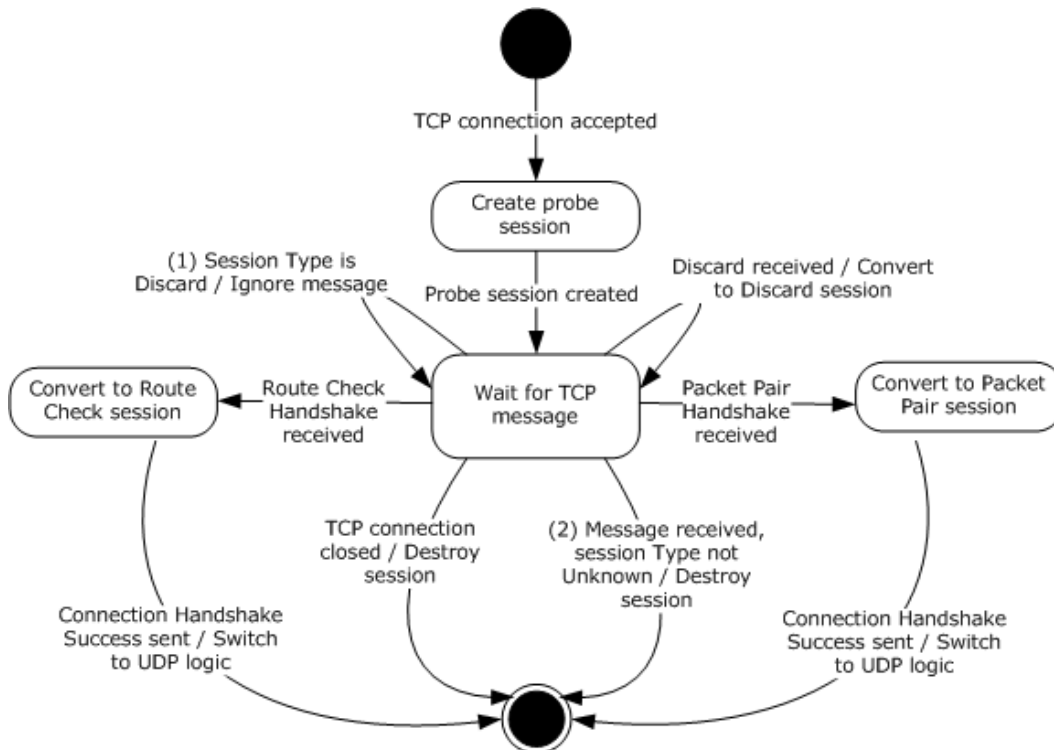 TCP connection accepted
Create probe
session
(1) Session Type is
Discard / Ignore message
Probe session created
Discard received / Convert
to Discard session
Convert to Route
Check session
Route Check
Handshake
received
Wait for TCP
message
Packet Pair
Handshake
received
Convert to Packet
Pair session
TCP connection
closed / Destroy
session
(2) Message received,
session Type not
Unknown / Destroy
session
Connection Handshake
Success sent / Switch
to UDP logic
Connection Handshake
Success sent / Switch
to UDP logic